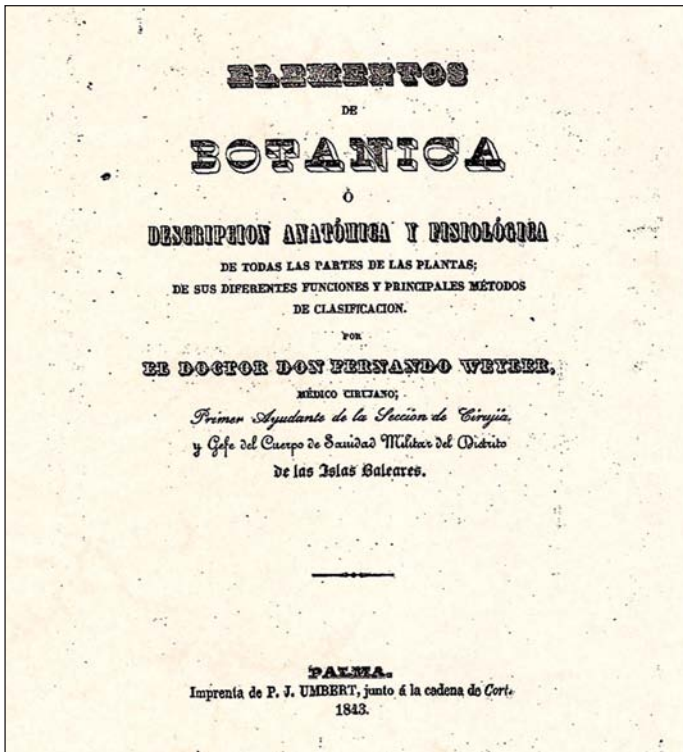 ELEMENTOS
DE
BOTANICA
Ò
DESCRIPCION ANATÓMICA Y FISIOLÓGICA
DE TODAS LAS PARTES DE LAS PLANTAS;
DE SUS DIFERENTES FUNCIONES Y PRINCIPALES MÉTODOS
DE CLASIFICACION.
POR
EL DOCTOR DON FERNANDO WEYLER,
MÉDICO CIRUJANO;
Primer Ayudante de la Seccion de Cirujía,
y Gefe del Cuerpo de Sanidad Militar del Distrito
de las Islas Baleares.
PALMA.
Imprenta de P. J. UMBERT, junto á la cadena de Cort.
1843.